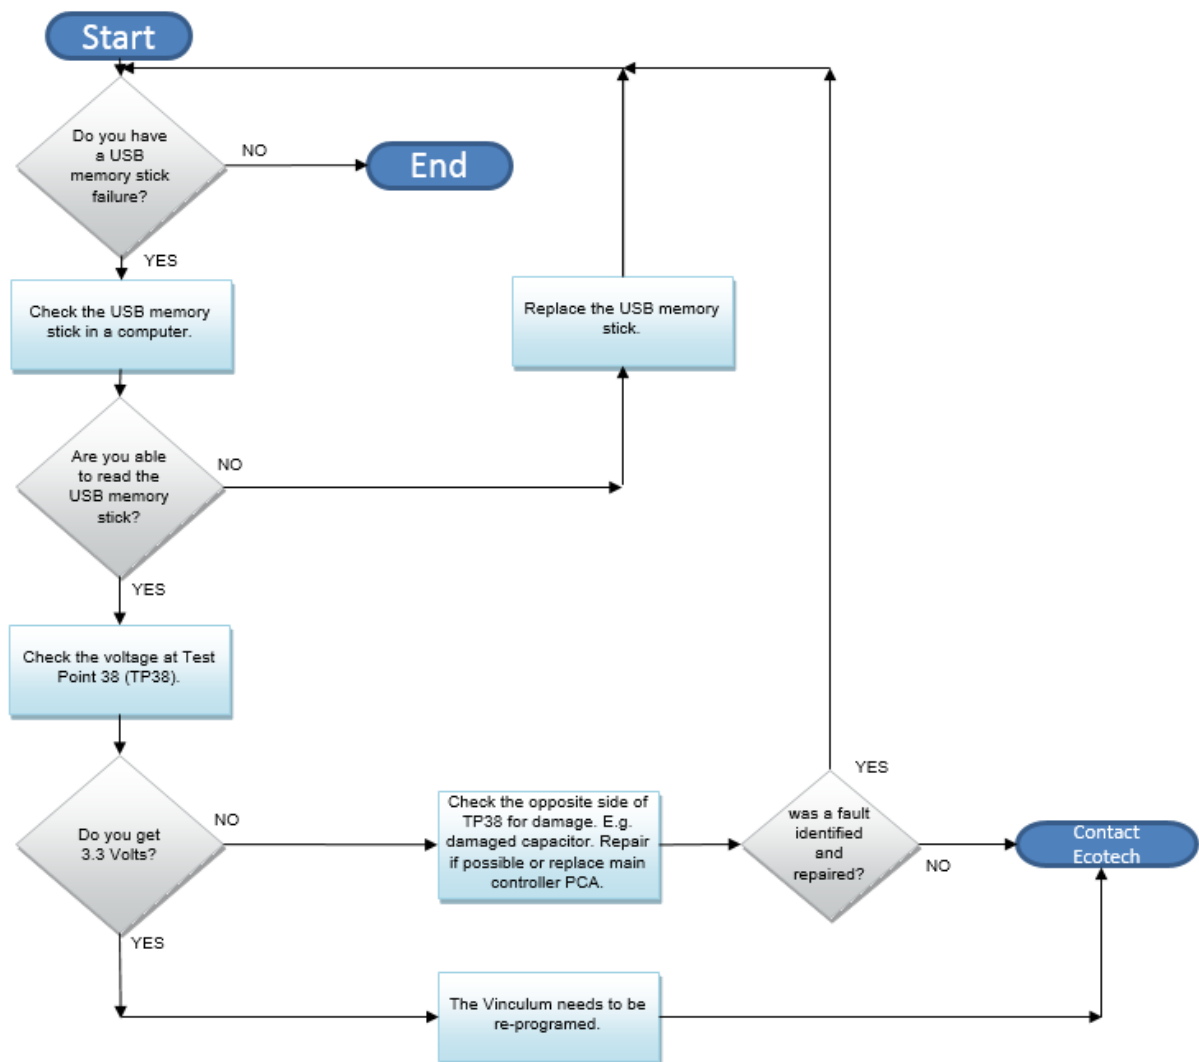 Start
Do you have
a USB
memory stick
failure?
NO
End
YES
Check the USB memory
stick in a computer.
Replace the USB memory
stick.
Are you able
to read the
USB memory
stick?
NO
YES
Check the voltage at Test
Point 38 (TP38).
Do you get
3.3 Volts?
NO
Check the opposite side of
TP38 for damage. E.g.
damaged capacitor. Repair
if possible or replace main
controller PCA.
was a fault
identified
and
repaired?
YES
NO
Contact
Ecotech
YES
The Vinculum needs to be
re-programed.